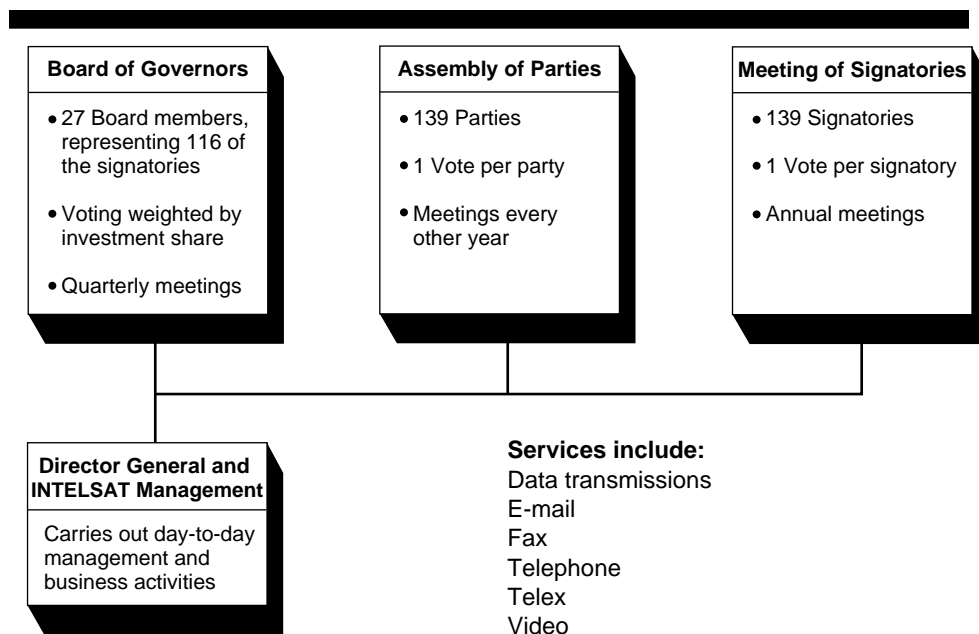 Board of Governors
• 27 Board members,
representing 116 of
the signatories
• Voting weighted by
investment share
• Quarterly meetings
Assembly of Parties
• 139 Parties
• 1 Vote per party
• Meetings every
other year
Meeting of Signatories
• 139 Signatories
• 1 Vote per signatory
• Annual meetings
Director General and
INTELSAT Management
Carries out day-to-day
management and
business activities
Services include:
Data transmissions
E-mail
Fax
Telephone
Telex
Video